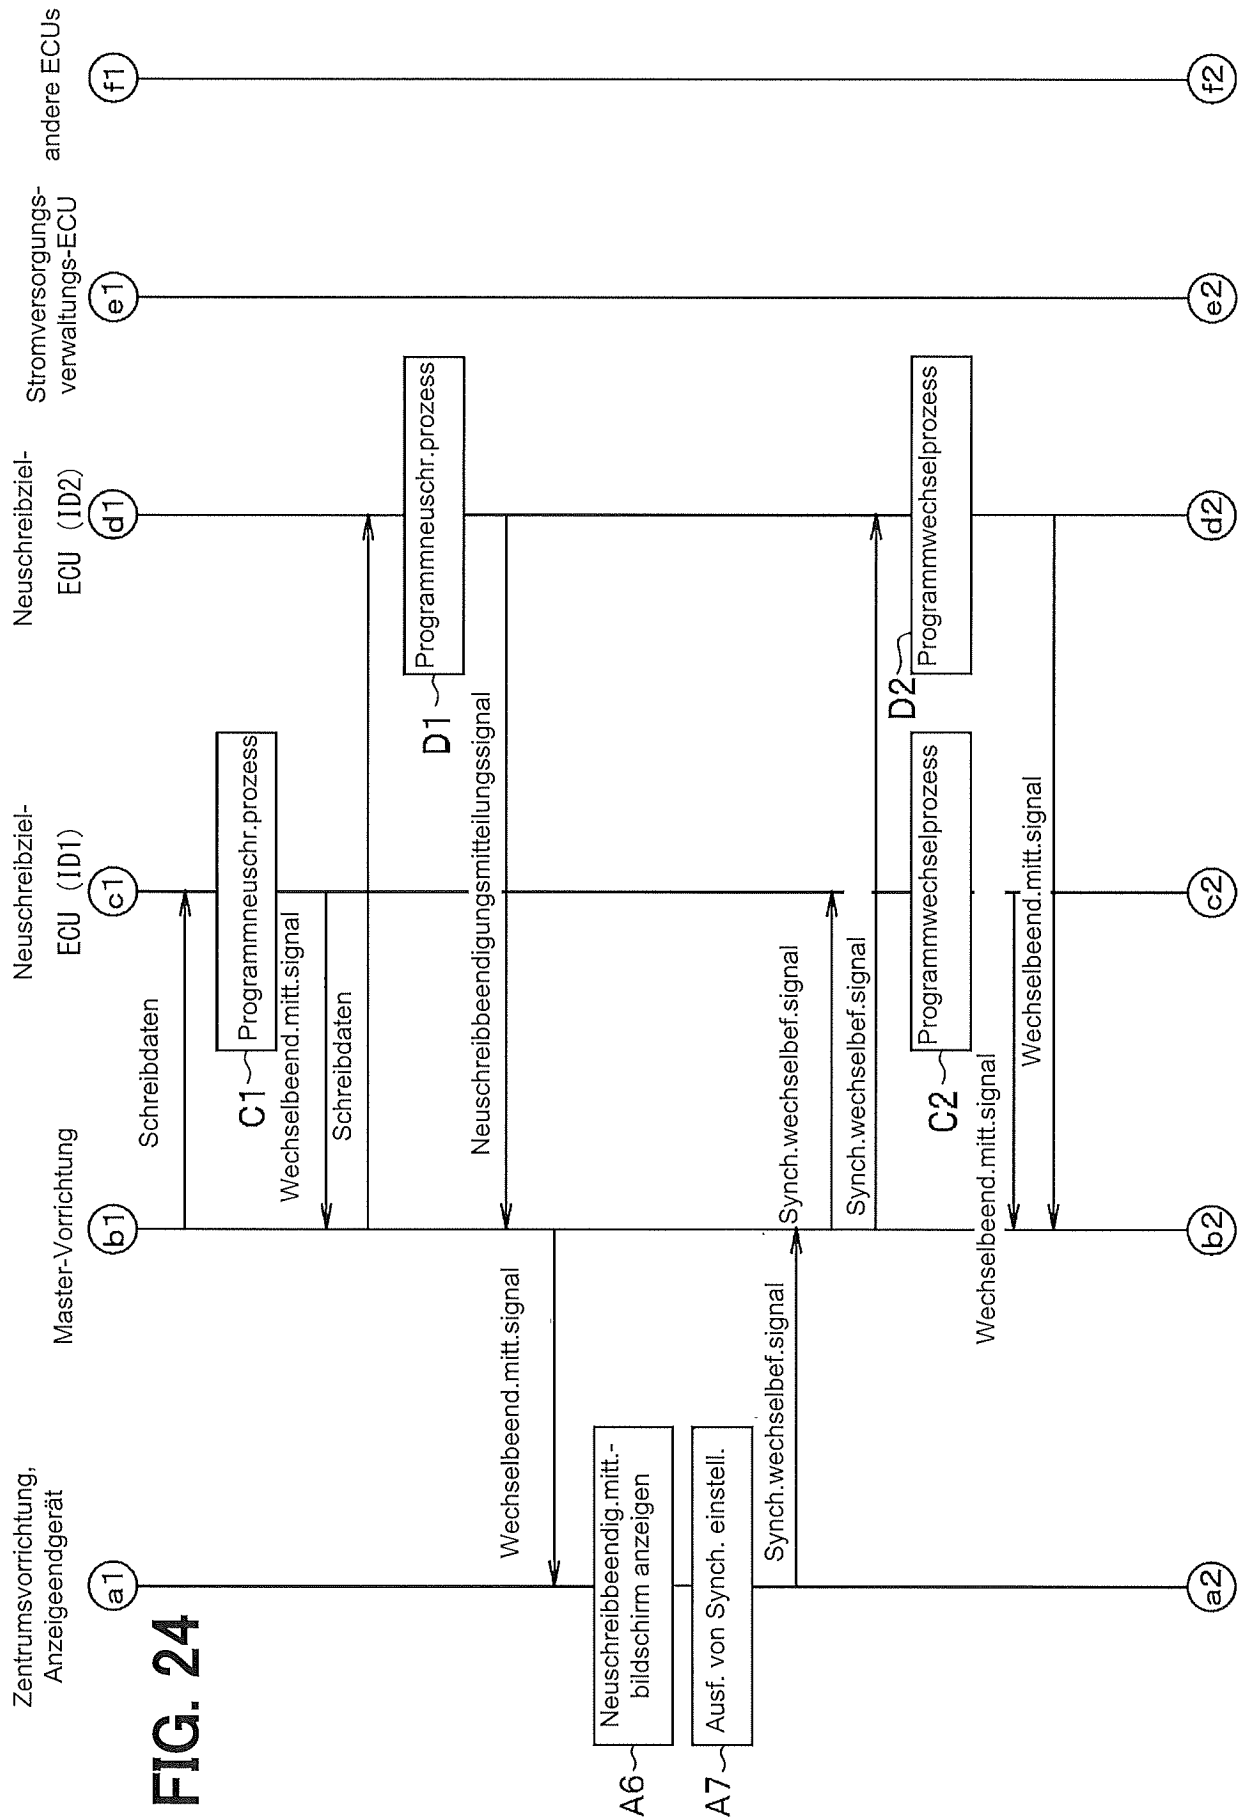 FIG. 24
Zentrumsvorrichtung,
Anzeigeendgerät
Master-Vorrichtung
Neuschreibziel-
ECU (ID1)
Neuschreibziel-
ECU (ID2)
Stromversorgungs-
verwaltungs-ECU
andere ECUs
a1
b1
c1
d1
e1
f1
Schreibdaten
C1
Programmneuschr.prozess
Wechselbeend.mitt.signal
Schreibdaten
D1
Programmneuschr.prozess
Neuschreibbeendigungsmitteilungssignal
Wechselbeend.mitt.signal
A6
Neuschreibbeendig.mitt.-
bildschirm anzeigen
A7
Ausf. von Synch. einstell.
Synch.wechselbef.signal
Synch.wechselbef.signal
Synch.wechselbef.signal
C2
Programmwechselprozess
D2
Programmwechselprozess
Wechselbeend.mitt.signal
Wechselbeend.mitt.signal
a2
b2
c2
d2
e2
f2